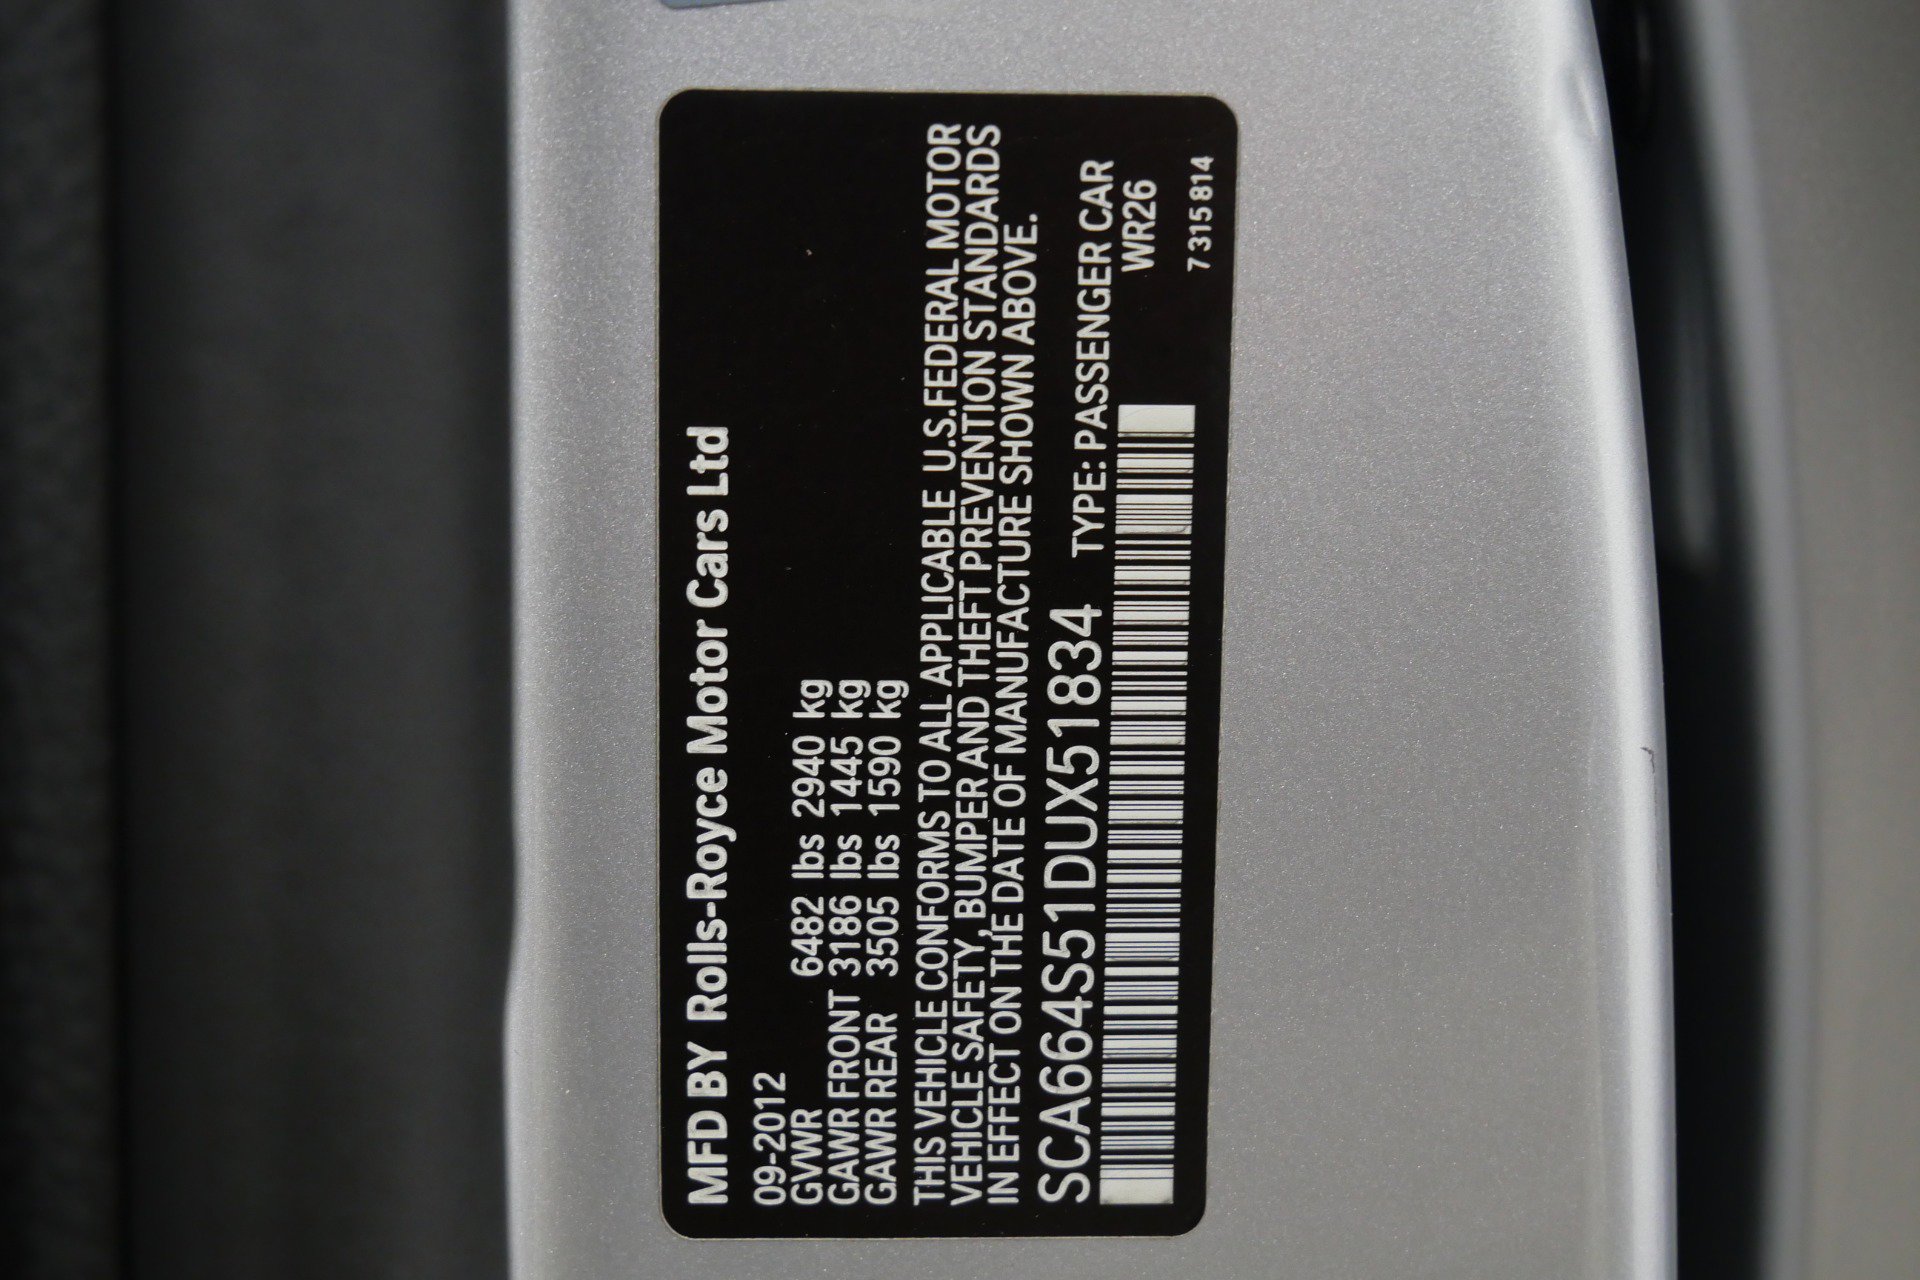 MFD BY Rolls-Royce Motor Cars Ltd
09-2012
GVWR 6482 lbs 2940 kg
GAWR FRONT 3186 lbs 1445 kg
GAWR REAR 3505 lbs 1590 kg
THIS VEHICLE CONFORMS TO ALL APPLICABLE U.S.FEDERAL MOTOR
VEHICLE SAFETY, BUMPER AND THEFT PREVENTION STANDARDS
IN EFFECT ON THE DATE OF MANUFACTURE SHOWN ABOVE.
SCA664S51DUX51834 TYPE: PASSENGER CAR
WR26
7 315 814